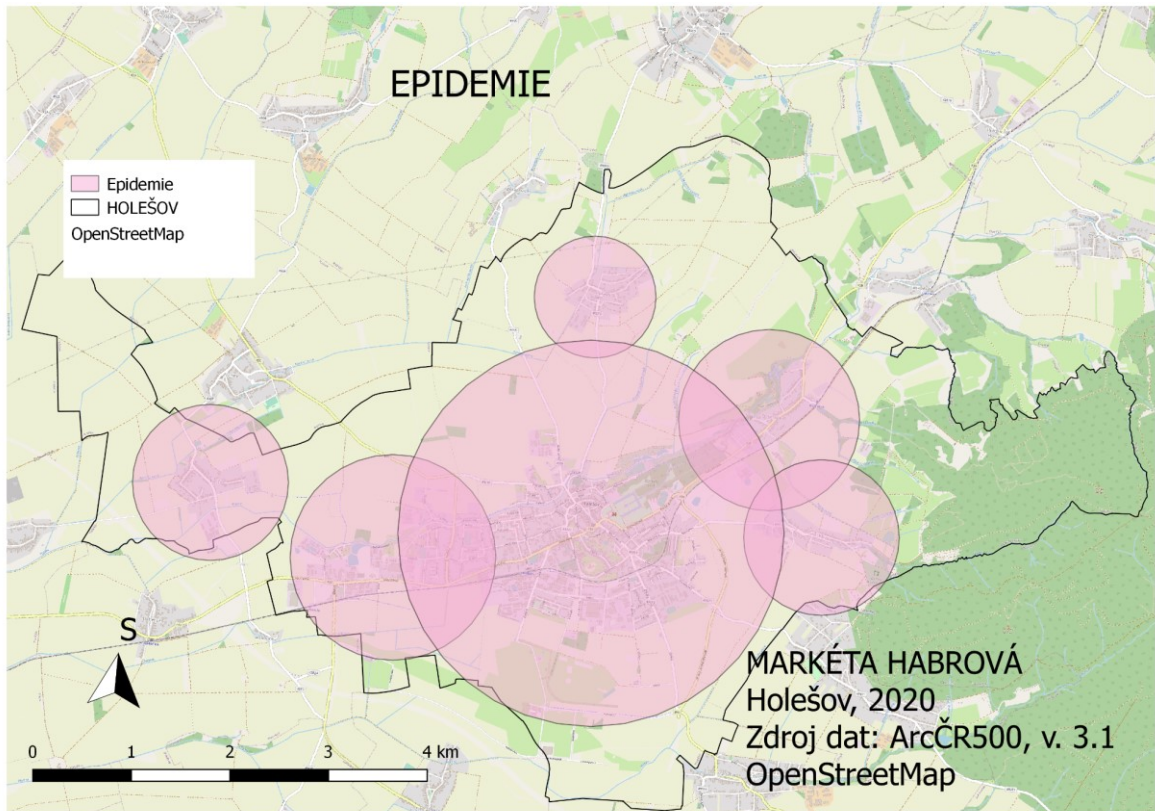 EPIDEMIE
Epidemie
HOLEŠOV
OpenStreetMap
S
0 1 2 3 4 km
MARKÉTA HABROVÁ
Holešov, 2020
Zdroj dat: ArcČR500, v. 3.1
OpenStreetMap